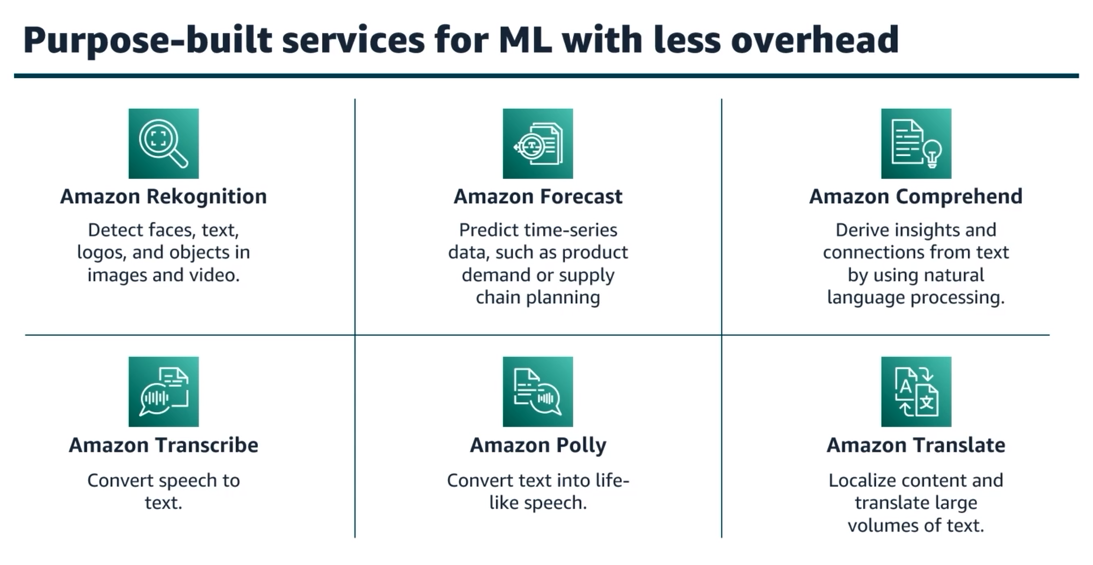 Purpose-built services for ML with less overhead
Amazon Rekognition
Detect faces, text,
logos, and objects in
images and video.
Amazon Forecast
Predict time-series
data, such as product
demand or supply
chain planning
Amazon Comprehend
Derive insights and
connections from text
by using natural
language processing.
Amazon Transcribe
Convert speech to
text.
Amazon Polly
Convert text into life-
like speech.
A
文
Amazon Translate
Localize content and
translate large
volumes of text.